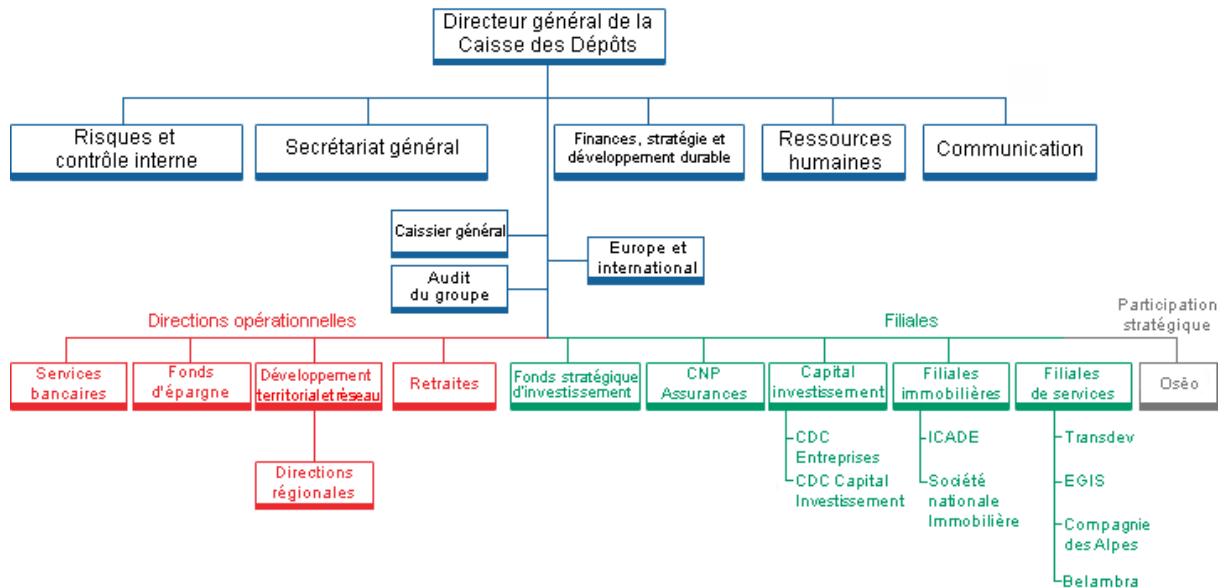 Directeur général de la
Caisse des Dépôts
Risques et
contrôle interne
Secrétariat général
Finances, stratégie et
développement durable
Ressources
humaines
Communication
Caissier général
Europe et
international
Audit
du groupe
Directions opérationnelles
Filiales
Participation
stratégique
Services
bancaires
Fonds
d'épargne
Développement
territorial et réseau
Directions
régionales
Retraites
Fonds stratégique
d'investissement
CNP
Assurances
Capital
investissement
CDC
Entreprises
CDC Capital
Investissement
Filiales
immobilières
ICADE
Société
nationale
Immobilière
Filiales
de services
Transdev
EGIS
Compagnie
des Alpes
Belambra
Oséo